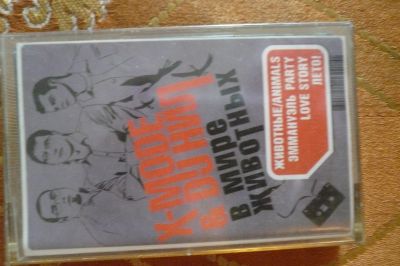 X-MODE
& DJ НИЛ
В мире
животных
ЖИВОТНЫЕ/ANIMALS
ЭММАНУЭЛЬ PARTY
LOVE STORY
ЛЕТО!